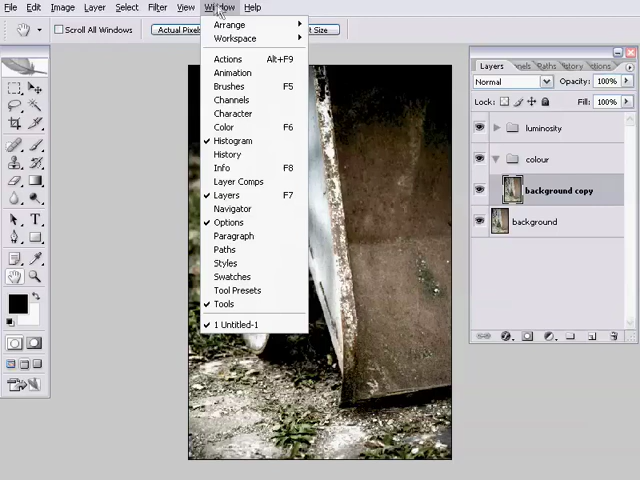 File Edit Image Layer Select Filter View Window Help
Scroll All Windows Actual Pixels t Size
Arrange
Workspace
Actions Alt+F9
Animation
Brushes F5
Channels
Character
Color F6
Histogram
History
Info F8
Layer Comps
Layers F7
Navigator
Options
Paragraph
Paths
Styles
Swatches
Tool Presets
Tools
1 Untitled-1
Layers nnels Paths History ctions
Normal Opacity: 100%
Lock: Fill: 100%
luminosity
colour
background copy
background